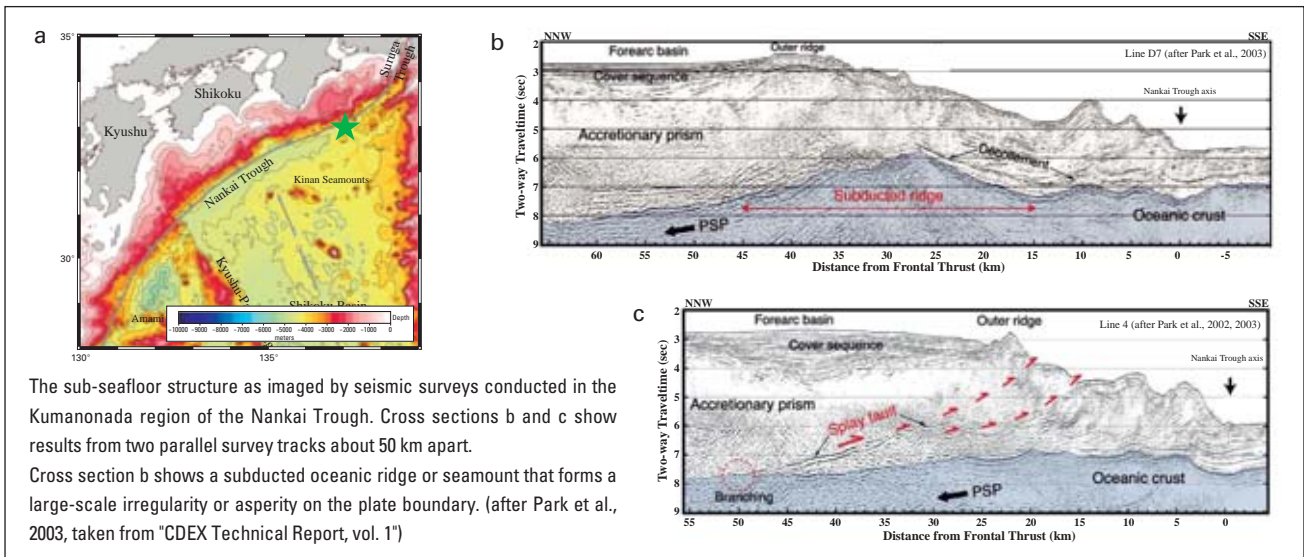 a
35°
30°
130°
135°
Kyushu
Shikoku
Suruga
Trough
Nankai Trough
Kinan Seamounts
Kyushu-P
Shikoku Basin
Amami
-10000 -9000 -8000 -7000 -6000 -5000 -4000 -3000 -2000 -1000 0
Depth
meters
The sub-seafloor structure as imaged by seismic surveys conducted in the
Kumanonada region of the Nankai Trough. Cross sections b and c show
results from two parallel survey tracks about 50 km apart.
Cross section b shows a subducted oceanic ridge or seamount that forms a
large-scale irregularity or asperity on the plate boundary. (after Park et al.,
2003, taken from "CDEX Technical Report, vol. 1")
b
NNW
SSE
Forearc basin
Outer ridge
Line D7 (after Park et al., 2003)
Cover sequence
Nankai Trough axis
Accretionary prism
Décollement
Subducted ridge
Oceanic crust
PSP
Two-way Traveltime (sec)
2
3
4
5
6
7
8
9
60 55 50 45 40 35 30 25 20 15 10 5 0 -5
Distance from Frontal Thrust (km)
c
NNW
SSE
Forearc basin
Outer ridge
Line 4 (after Park et al., 2002, 2003)
Cover sequence
Nankai Trough axis
Accretionary prism
Splay fault
Branching
PSP
Oceanic crust
Two-way Traveltime (sec)
2
3
4
5
6
7
8
9
55 50 45 40 35 30 25 20 15 10 5 0
Distance from Frontal Thrust (km)